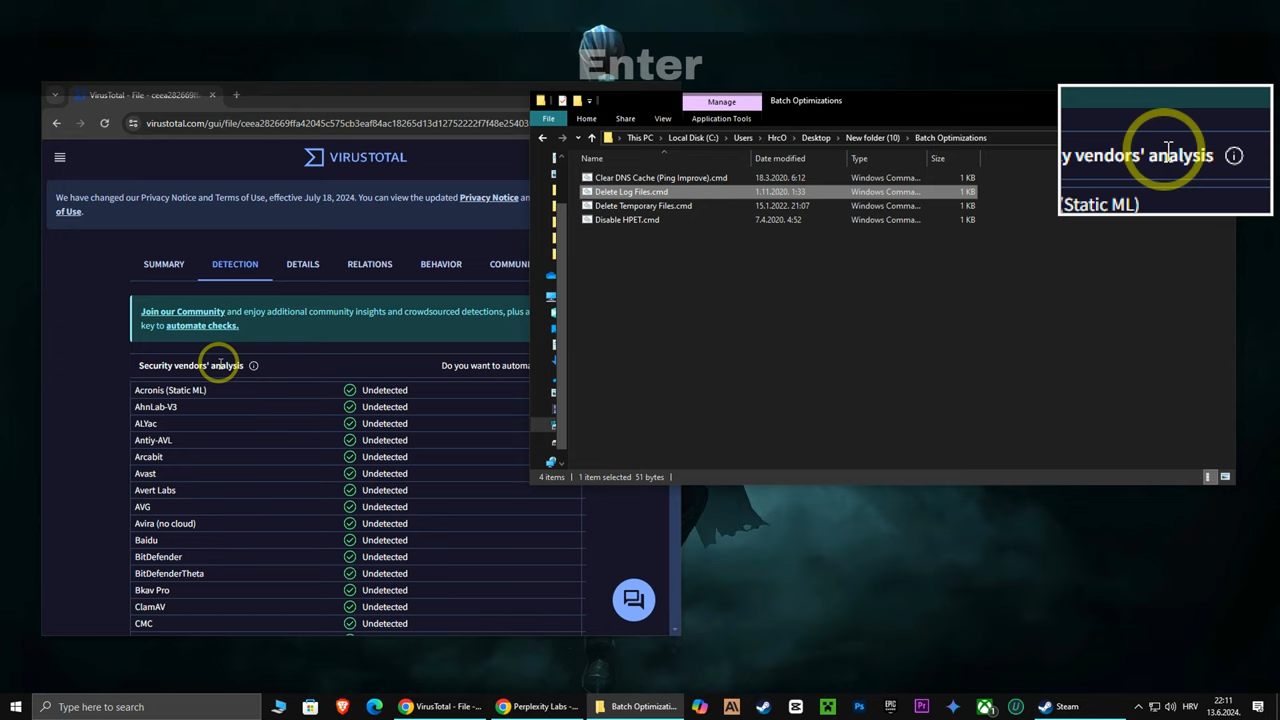 Enter
VirusTotal - File - ceea282669f
virustotal.com/gui/file/ceea282669ffa42045c575cb3eaf84ac18265d13d127222f7f48e25403
VIRUSTOTAL
We have changed our Privacy Notice and Terms of Use, effective July 18, 2024. You can view the updated Privacy Notice and
of Use.
SUMMARY
DETECTION
DETAILS
RELATIONS
BEHAVIOR
COMMUN
Join our Community and enjoy additional community insights and crowdsourced detections, plus a
key to automate checks.
Security vendors' analysis
Do you want to automa
Acronis (Static ML) Undetected
AhnLab-V3 Undetected
ALYac Undetected
Antiy-AVL Undetected
Arcabit Undetected
Avast Undetected
Avert Labs Undetected
AVG Undetected
Avira (no cloud) Undetected
Baidu Undetected
BitDefender Undetected
BitDefenderTheta Undetected
Bkav Pro Undetected
ClamAV Undetected
CMC Undetected
Manage
Batch Optimizations
File Home Share View Application Tools
This PC Local Disk (C:) Users HrcO Desktop New folder (10) Batch Optimizations
Name Date modified Type Size
Clear DNS Cache (Ping Improve).cmd 18.3.2020. 6:12 Windows Comma... 1 KB
Delete Log Files.cmd 1.11.2020. 1:33 Windows Comma... 1 KB
Delete Temporary Files.cmd 15.1.2022. 21:07 Windows Comma... 1 KB
Disable HPET.cmd 7.4.2020. 4:52 Windows Comma... 1 KB
4 items 1 item selected 51 bytes
y vendors' analysis
(Static ML)
Type here to search
VirusTotal - File - ...
Perplexity Labs - ...
Batch Optimizati...
Steam
HRV
22:11
13.6.2024.